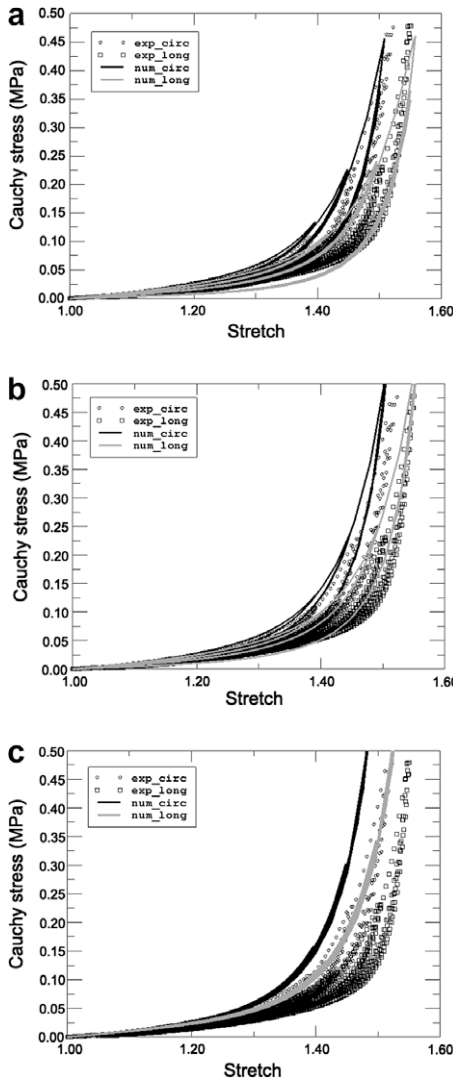 a
0.50
0.45
0.40
0.35
0.30
0.25
0.20
0.15
0.10
0.05
0.00
Cauchy stress (MPa)
exp_circ
exp_long
num_circ
num_long
1.00 1.20 1.40 1.60
Stretch
b
0.50
0.45
0.40
0.35
0.30
0.25
0.20
0.15
0.10
0.05
0.00
Cauchy stress (MPa)
exp_circ
exp_long
num_circ
num_long
1.00 1.20 1.40 1.60
Stretch
c
0.50
0.45
0.40
0.35
0.30
0.25
0.20
0.15
0.10
0.05
0.00
Cauchy stress (MPa)
exp_circ
exp_long
num_circ
num_long
1.00 1.20 1.40 1.60
Stretch